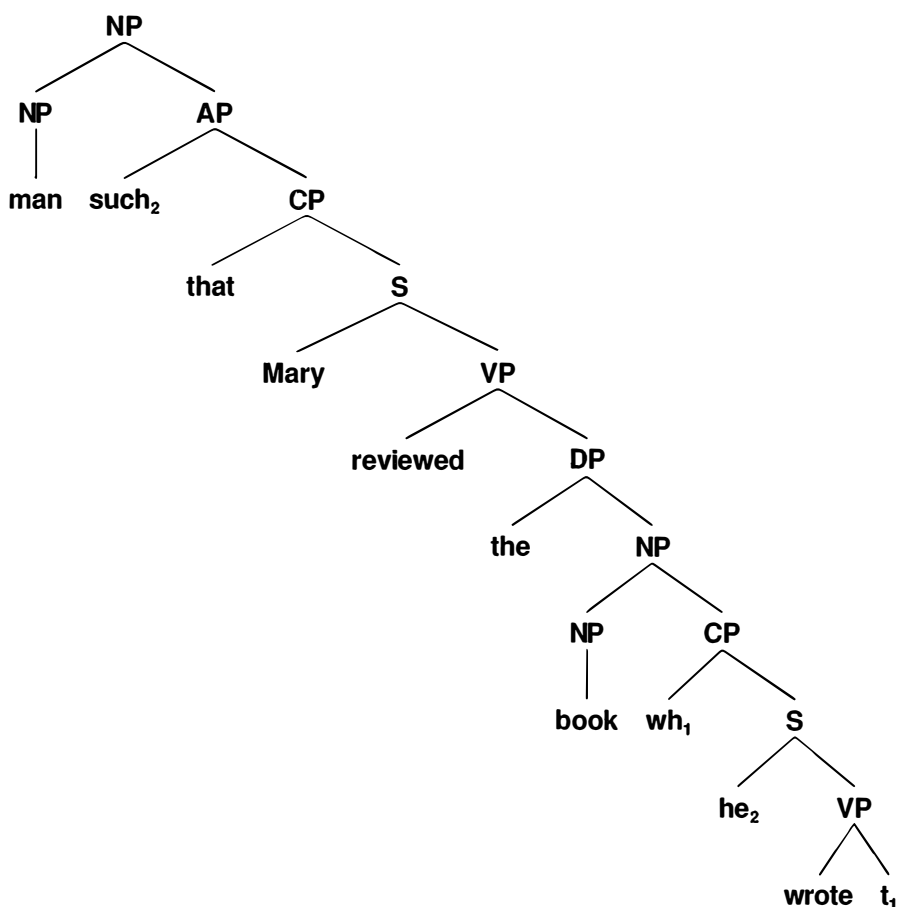 NP
NP AP
man such₂ CP
that S
Mary VP
reviewed DP
the NP
NP CP
book wh₁ S
he₂ VP
wrote t₁